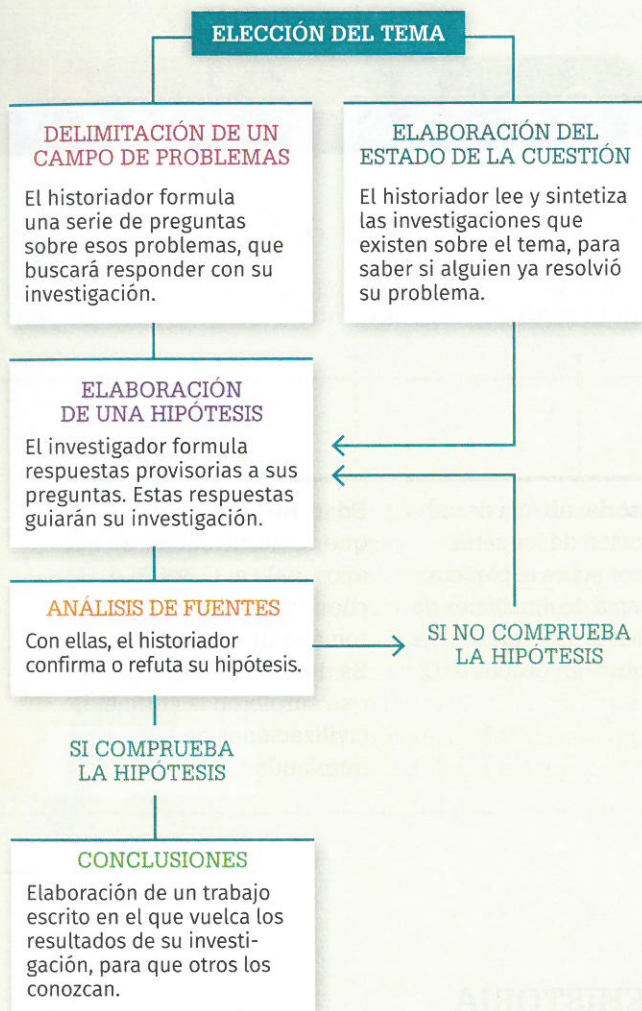 ELECCIÓN DEL TEMA
DELIMITACIÓN DE UN
CAMPO DE PROBLEMAS
El historiador formula
una serie de preguntas
sobre esos problemas, que
buscará responder con su
investigación.
ELABORACIÓN DEL
ESTADO DE LA CUESTIÓN
El historiador lee y sintetiza
las investigaciones que
existen sobre el tema, para
saber si alguien ya resolvió
su problema.
ELABORACIÓN
DE UNA HIPÓTESIS
El investigador formula
respuestas provisorias a sus
preguntas. Estas respuestas
guiarán su investigación.
ANÁLISIS DE FUENTES
Con ellas, el historiador
confirma o refuta su hipótesis.
SI NO COMPRUEBA
LA HIPÓTESIS
SI COMPRUEBA
LA HIPÓTESIS
CONCLUSIONES
Elaboración de un trabajo
escrito en el que vuelca los
resultados de su investi-
gación, para que otros los
conozcan.